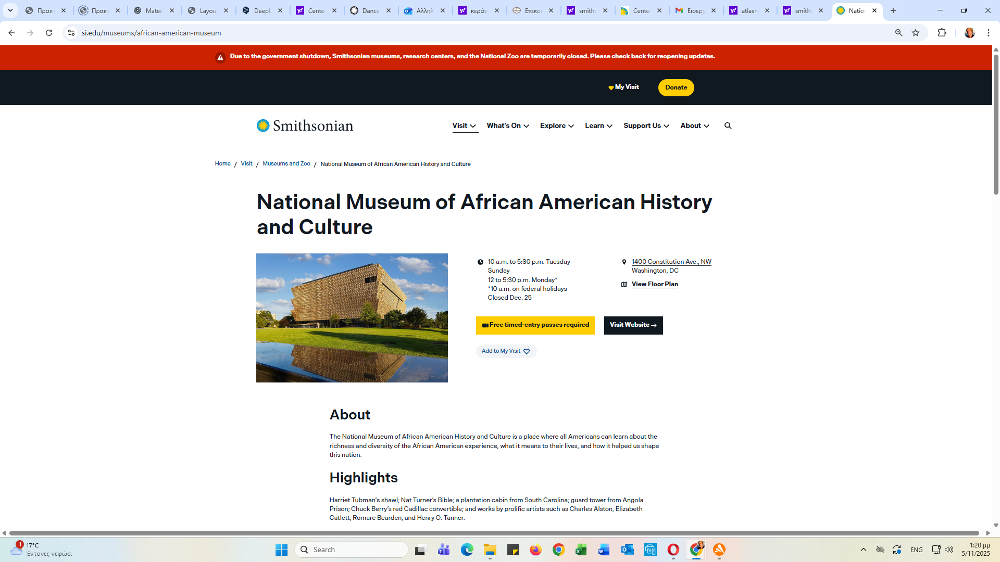 Πρακτ
Πρακτ
Mater
Layou
DeepL
Cente
Dance
Αλληλ
κεράν
Επικοι
smiths
Center
Εισερχ
atlasn
smiths
Nation
si.edu/museums/african-american-museum
Due to the government shutdown, Smithsonian museums, research centers, and the National Zoo are temporarily closed. Please check back for reopening updates.
My Visit
Donate
Smithsonian
Visit
What's On
Explore
Learn
Support Us
About
Home / Visit / Museums and Zoo / National Museum of African American History and Culture
National Museum of African American History
and Culture
10 a.m. to 5:30 p.m. Tuesday–
Sunday
12 to 5:30 p.m. Monday*
*10 a.m. on federal holidays
Closed Dec. 25
1400 Constitution Ave., NW
Washington, DC
View Floor Plan
Free timed-entry passes required
Visit Website →
Add to My Visit
About
The National Museum of African American History and Culture is a place where all Americans can learn about the
richness and diversity of the African American experience, what it means to their lives, and how it helped us shape
this nation.
Highlights
Harriet Tubman's shawl; Nat Turner’s Bible; a plantation cabin from South Carolina; guard tower from Angola
Prison; Chuck Berry’s red Cadillac convertible; and works by prolific artists such as Charles Alston, Elizabeth
Catlett, Romare Bearden, and Henry O. Tanner.
1
17°C
Έντονες νεφώσ.
Search
ENG
1:20 μμ
5/11/2025